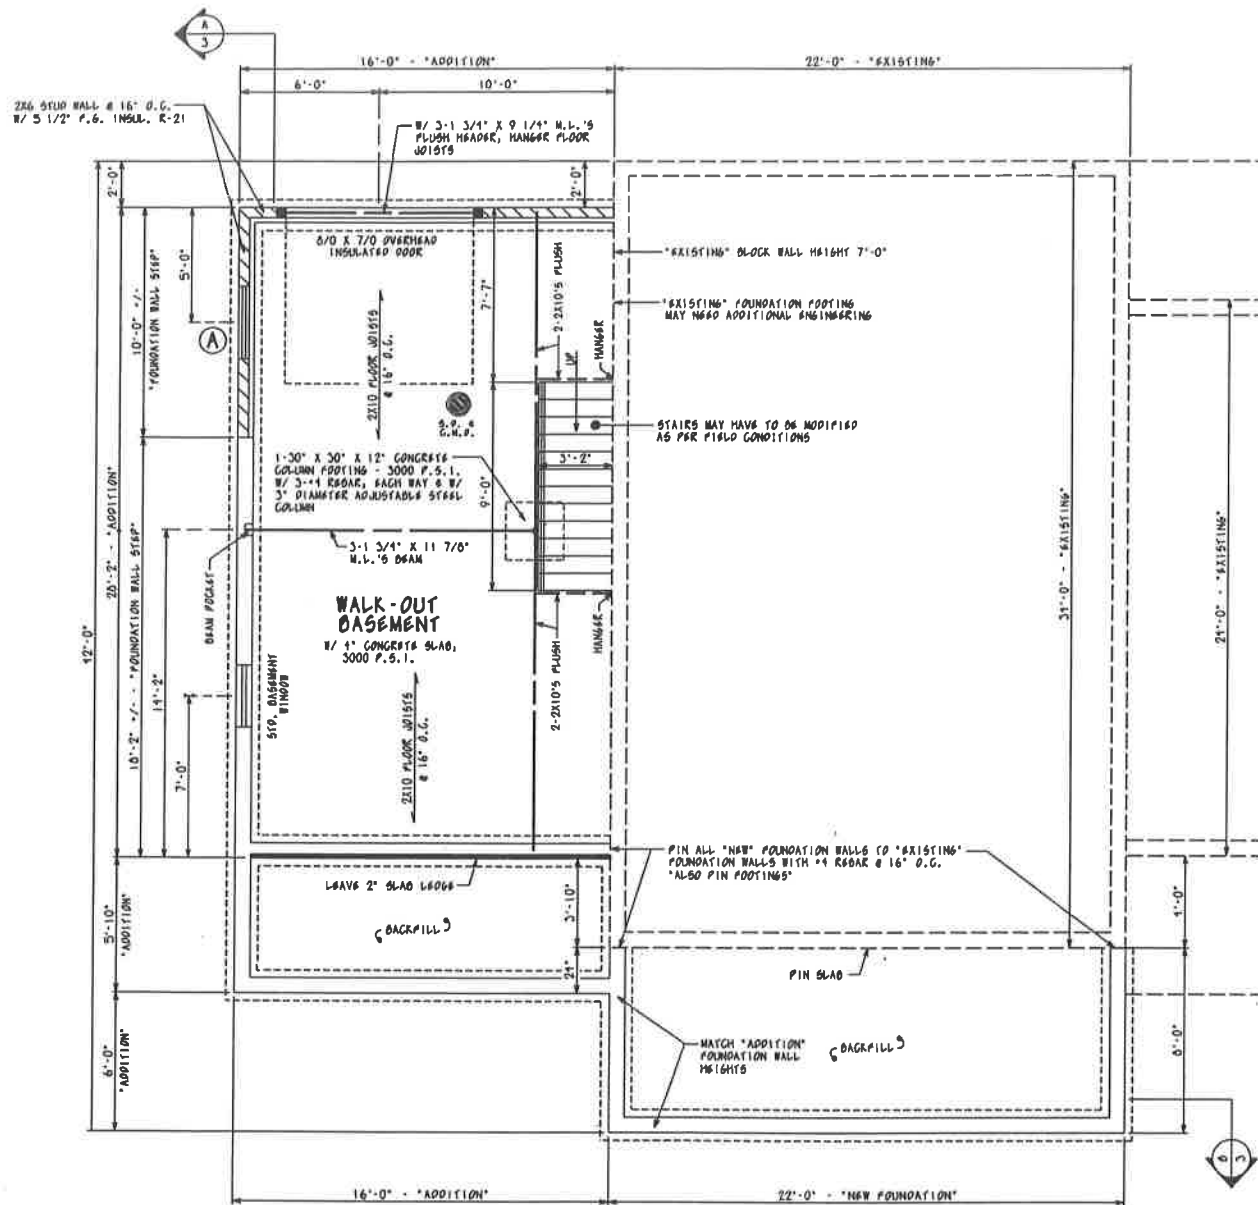 A
3
16'-0" - "ADDITION"
22'-0" - "EXISTING"
6'-0"
10'-0"
2X6 STUD WALL @ 16" O.C.
W/ 5 1/2" F.G. INSUL. R-21
W/ 3-1 3/4" X 9 1/4" M.L.'S
FLUSH HEADER, HANGER FLOOR
JOISTS
2'-0"
2'-0"
8/0 X 7/0 OVERHEAD
INSULATED DOOR
"EXISTING" BLOCK WALL HEIGHT 7'-0"
"EXISTING" FOUNDATION FOOTING
MAY NEED ADDITIONAL ENGINEERING
5'-0"
10'-0" +/-
"FOUNDATION WALL STEP"
A
7'-7"
2-2X10'S FLUSH
UP
HANGER
2X10 FLOOR JOISTS
@ 16" O.C.
S.D. &
C.M.D.
STAIRS MAY HAVE TO BE MODIFIED
AS PER FIELD CONDITIONS
1-30" X 30" X 12" CONCRETE
COLUMN FOOTING - 3000 P.S.I.
W/ 3-#4 REBAR, EACH WAY & W/
3" DIAMETER ADJUSTABLE STEEL
COLUMN
3'-2"
9'-0"
28'-2" - "ADDITION"
42'-0"
34'-0" - "EXISTING"
24'-0" - "EXISTING"
3-1 3/4" X 11 7/8"
M.L.'S BEAM
BEAM POCKET
18'-2" +/- - "FOUNDATION WALL STEP"
14'-2"
7'-0"
WALK-OUT
BASEMENT
W/ 4" CONCRETE SLAB,
3000 P.S.I.
HANGER
STD. BASEMENT
WINDOW
2X10 FLOOR JOISTS
@ 16" O.C.
2-2X10'S FLUSH
PIN ALL "NEW" FOUNDATION WALLS TO "EXISTING"
FOUNDATION WALLS WITH #4 REBAR @ 16" O.C.
"ALSO PIN FOOTINGS"
LEAVE 2" SLAB LEDGE
3'-10"
4'-0"
5'-10"
"ADDITION"
BACKFILL
24"
PIN SLAB
6'-0"
"ADDITION"
MATCH "ADDITION"
FOUNDATION WALL
HEIGHTS
BACKFILL
8'-0"
B
3
16'-0" - "ADDITION"
22'-0" - "NEW FOUNDATION"